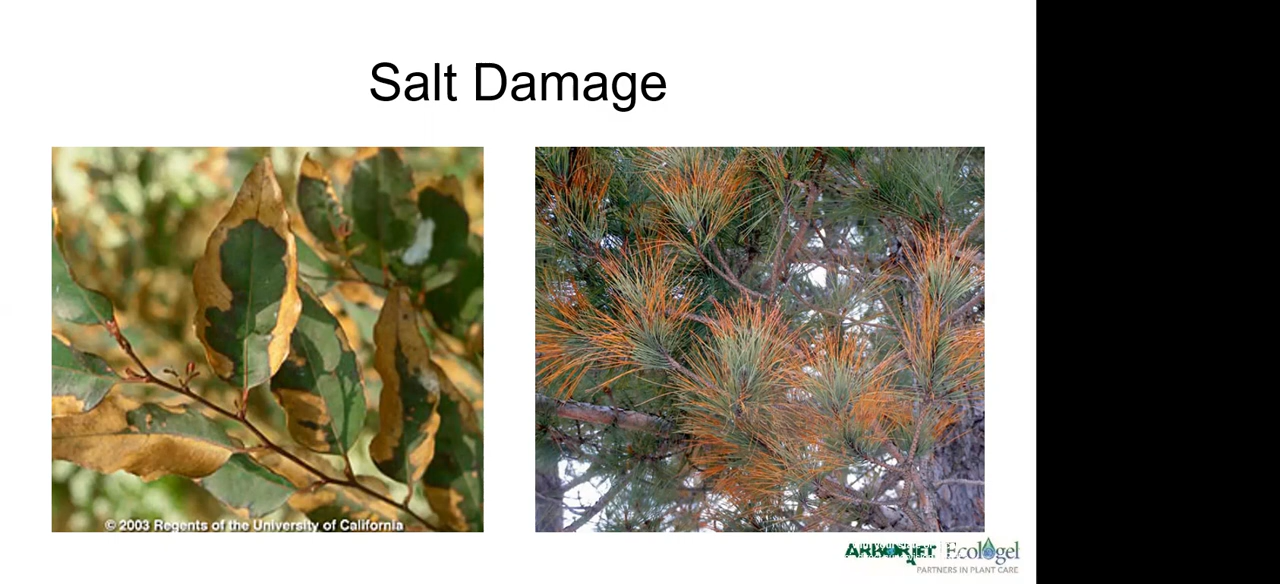 Salt Damage
© 2003 Regents of the University of California
ARBORJET | Ecologel
PARTNERS IN PLANT CARE